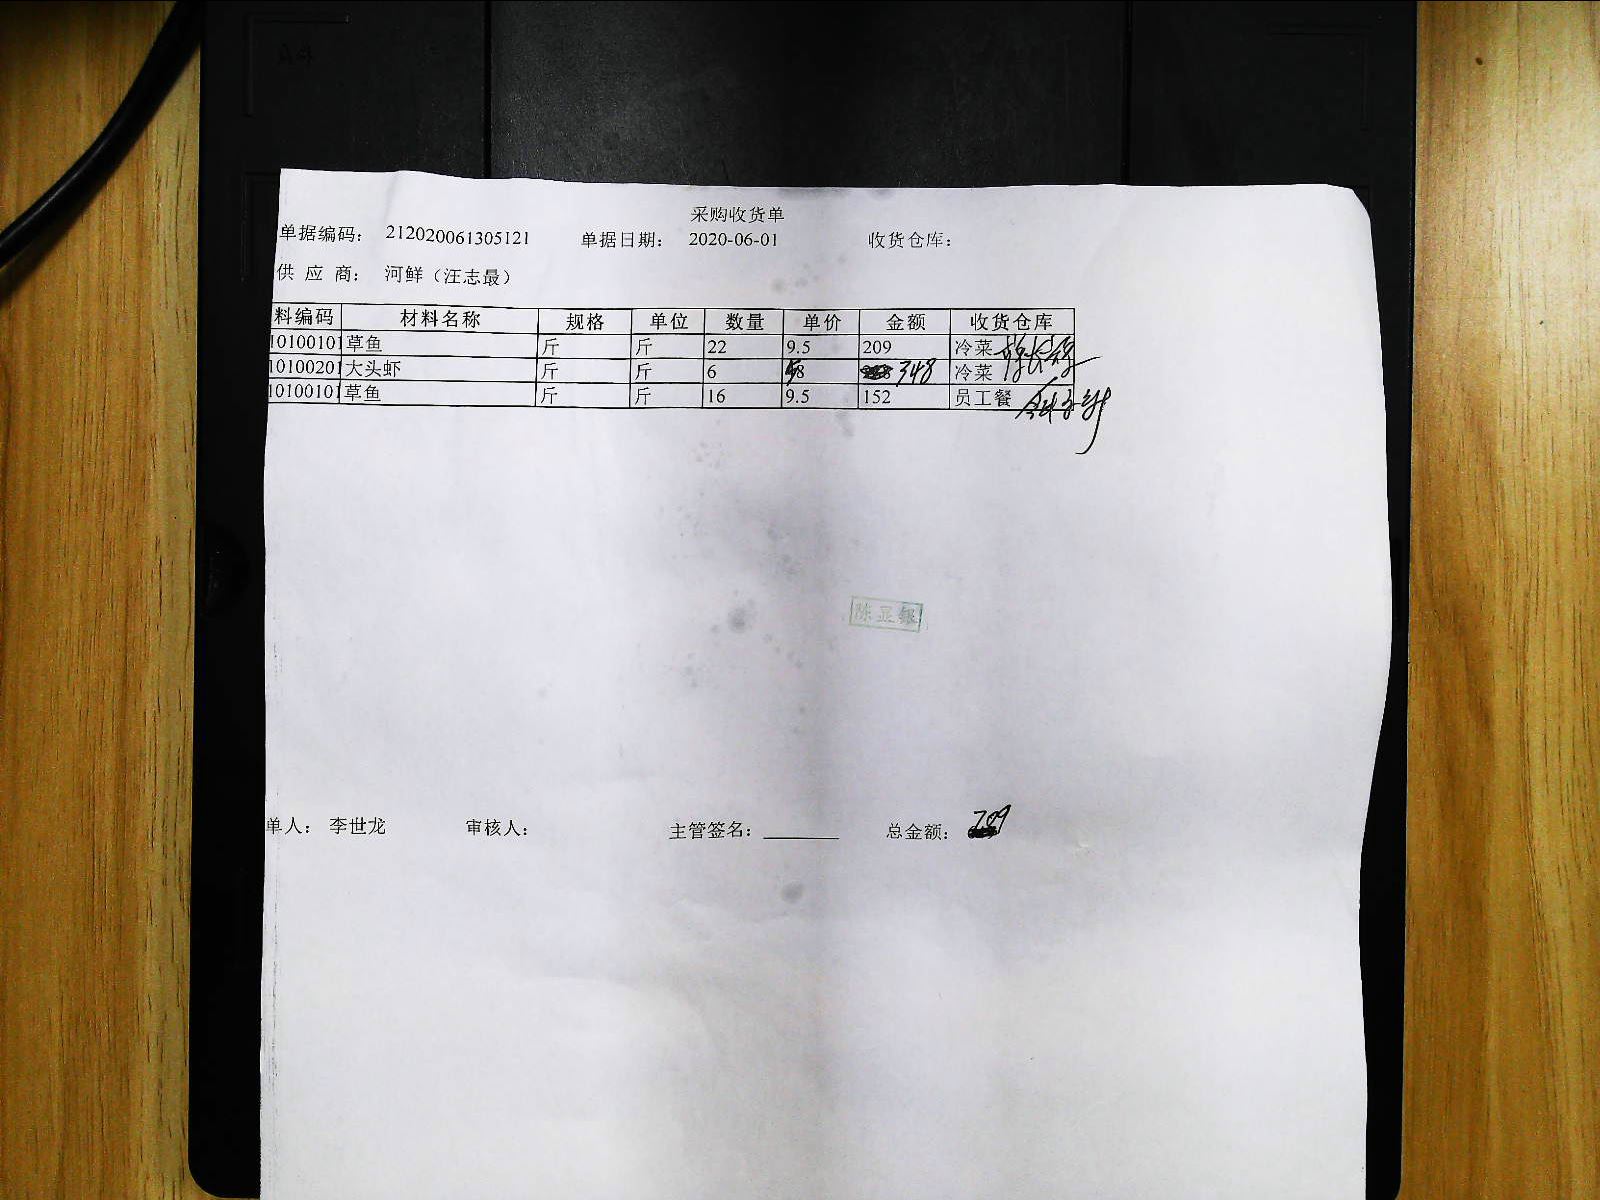 采购收货单
单据编码: 212020061305121 单据日期: 2020-06-01 收货仓库:
供 应 商: 河鲜（汪志最）
料编码 材料名称 规格 单位 数量 单价 金额 收货仓库
10100101 草鱼 斤 斤 22 9.5 209 冷菜
10100201 大头虾 斤 斤 6 58 348 冷菜
10100101 草鱼 斤 斤 16 9.5 152 员工餐
陈正银
单人: 李世龙 审核人: 主管签名: 总金额: 709